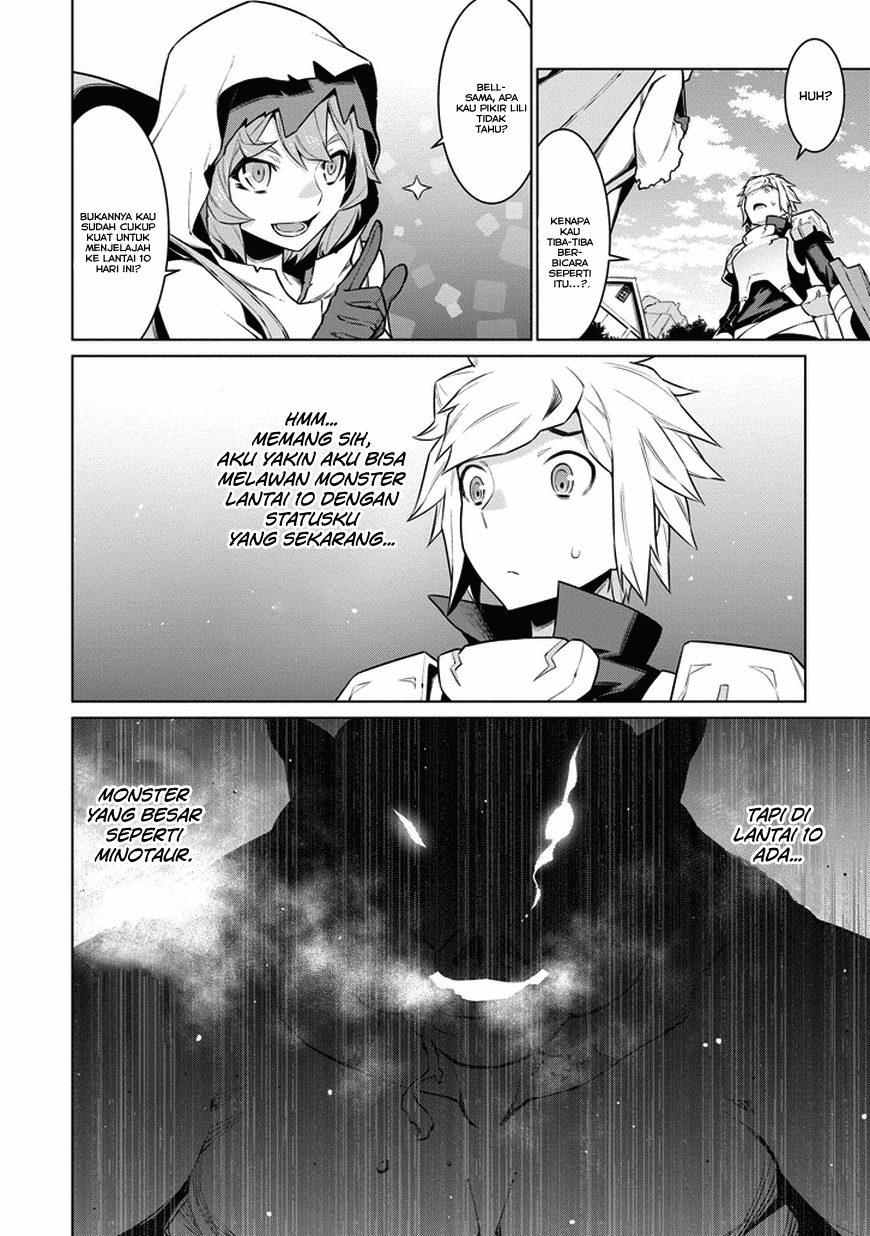 HUH?
KENAPA
KAU
TIBA-TIBA
BER-
BICARA
SEPERTI
ITU...?.
BELL-
SAMA, APA
KAU PIKIR LILI
TIDAK
TAHU?
BUKANNYA KAU
SUDAH CUKUP
KUAT UNTUK
MENJELAJAH
KE LANTAI 10
HARI INI?
HMM...
MEMANG SIH,
AKU YAKIN AKU BISA
MELAWAN MONSTER
LANTAI 10 DENGAN
STATUSKU
YANG SEKARANG...
TAPI DI
LANTAI 10
ADA...
MONSTER
YANG BESAR
SEPERTI
MINOTAUR.